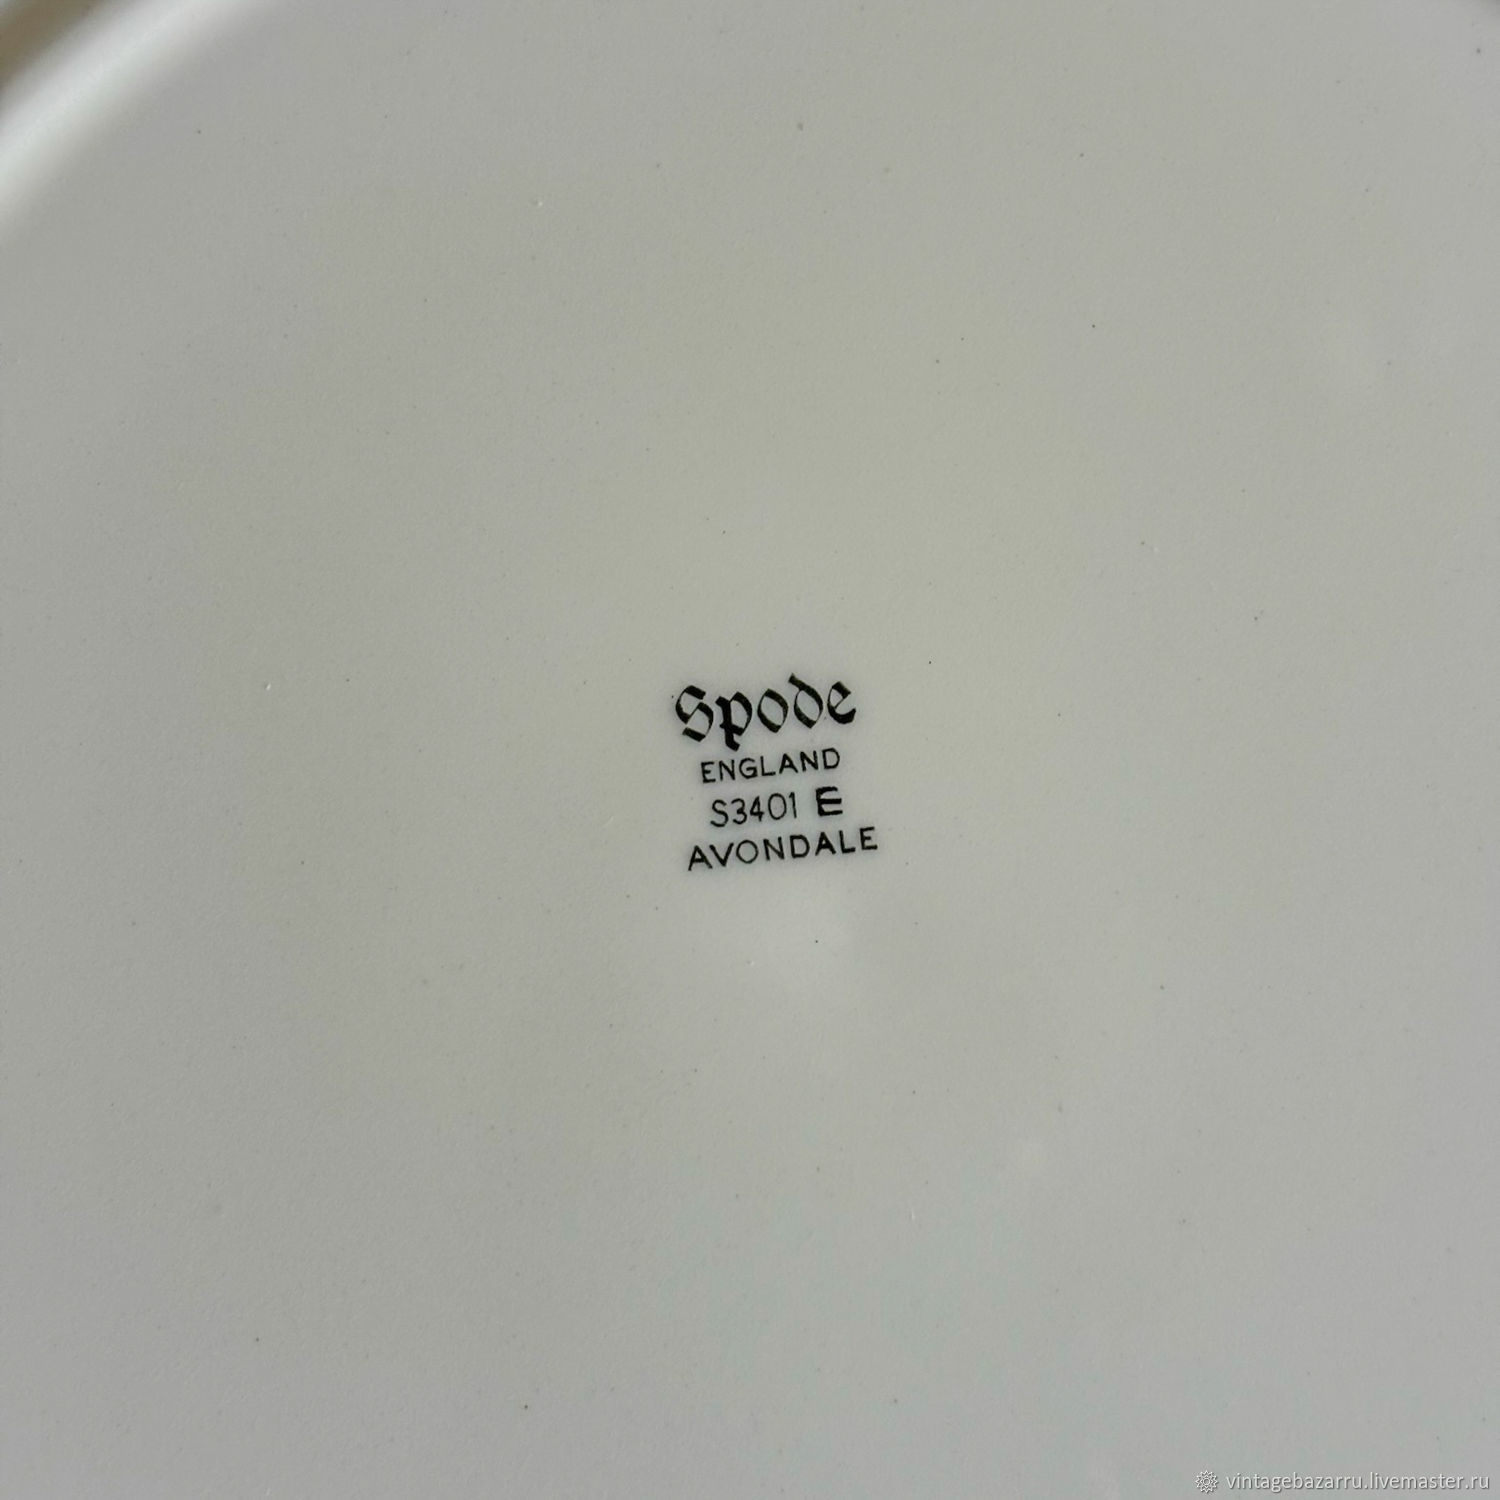 Spode
ENGLAND
S3401 E
AVONDALE
vintagebazarru.livemaster.ru